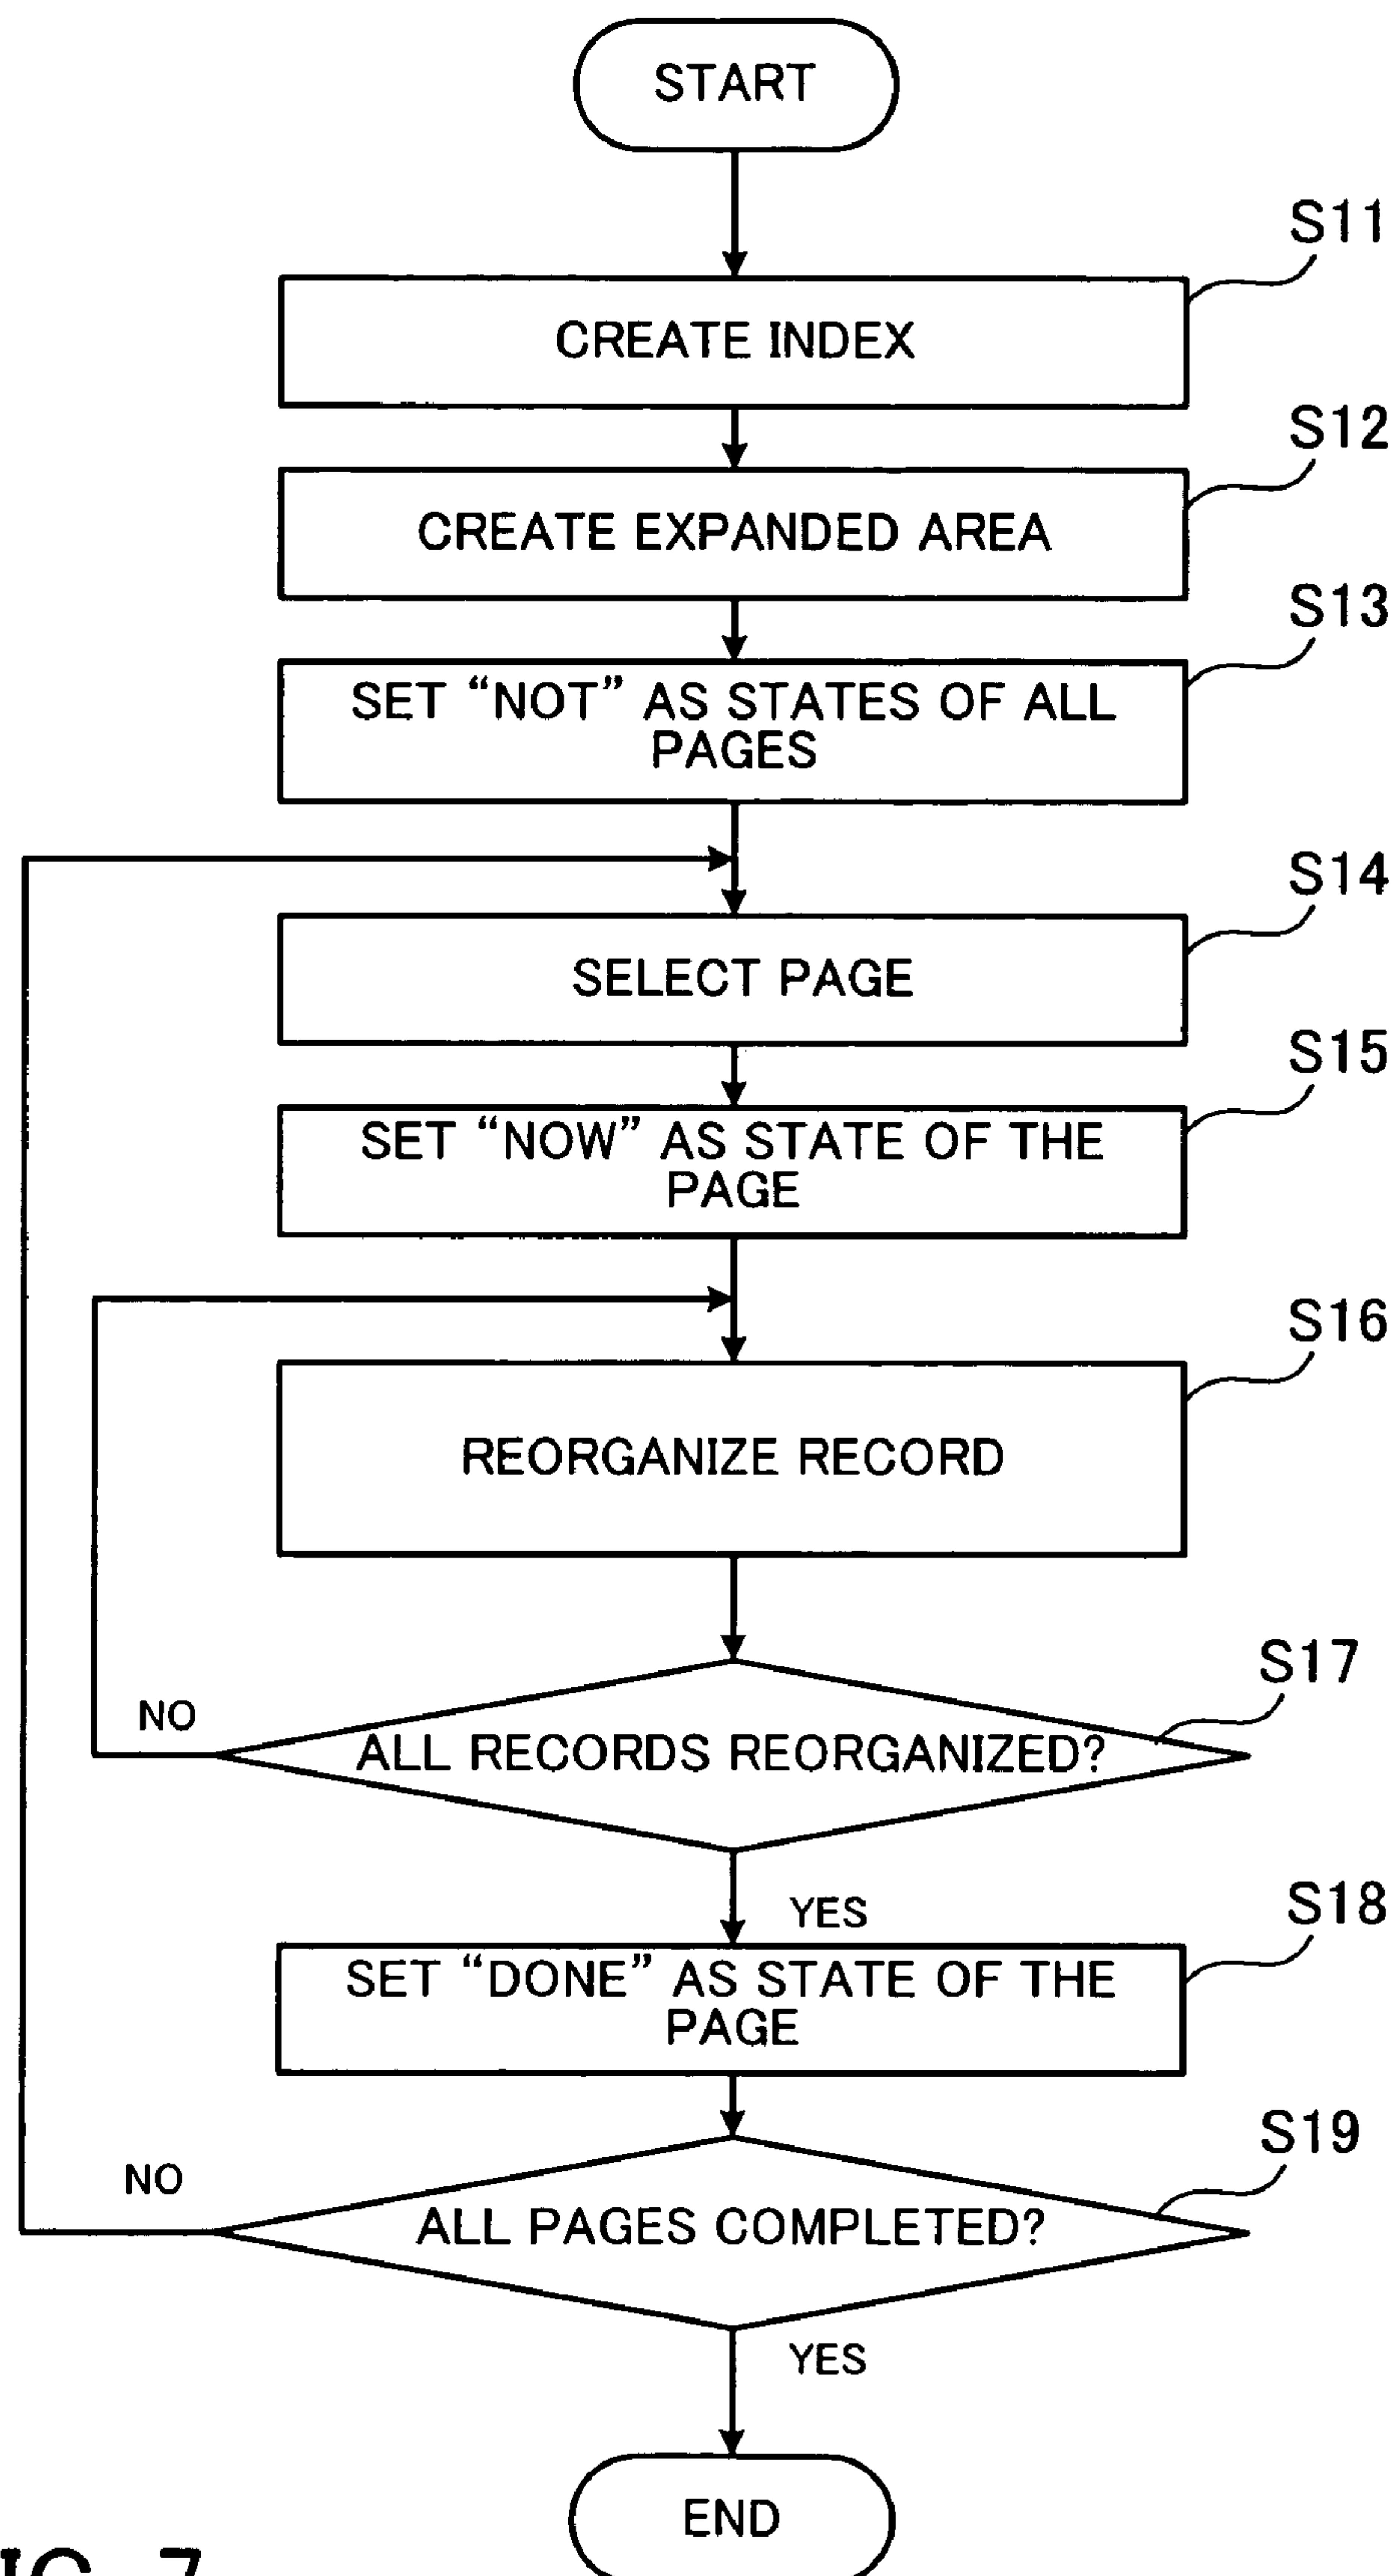 START
S11
CREATE INDEX
S12
CREATE EXPANDED AREA
S13
SET “NOT” AS STATES OF ALL
PAGES
S14
SELECT PAGE
S15
SET “NOW” AS STATE OF THE
PAGE
S16
REORGANIZE RECORD
S17
NO
ALL RECORDS REORGANIZED?
YES
S18
SET “DONE” AS STATE OF THE
PAGE
S19
NO
ALL PAGES COMPLETED?
YES
END